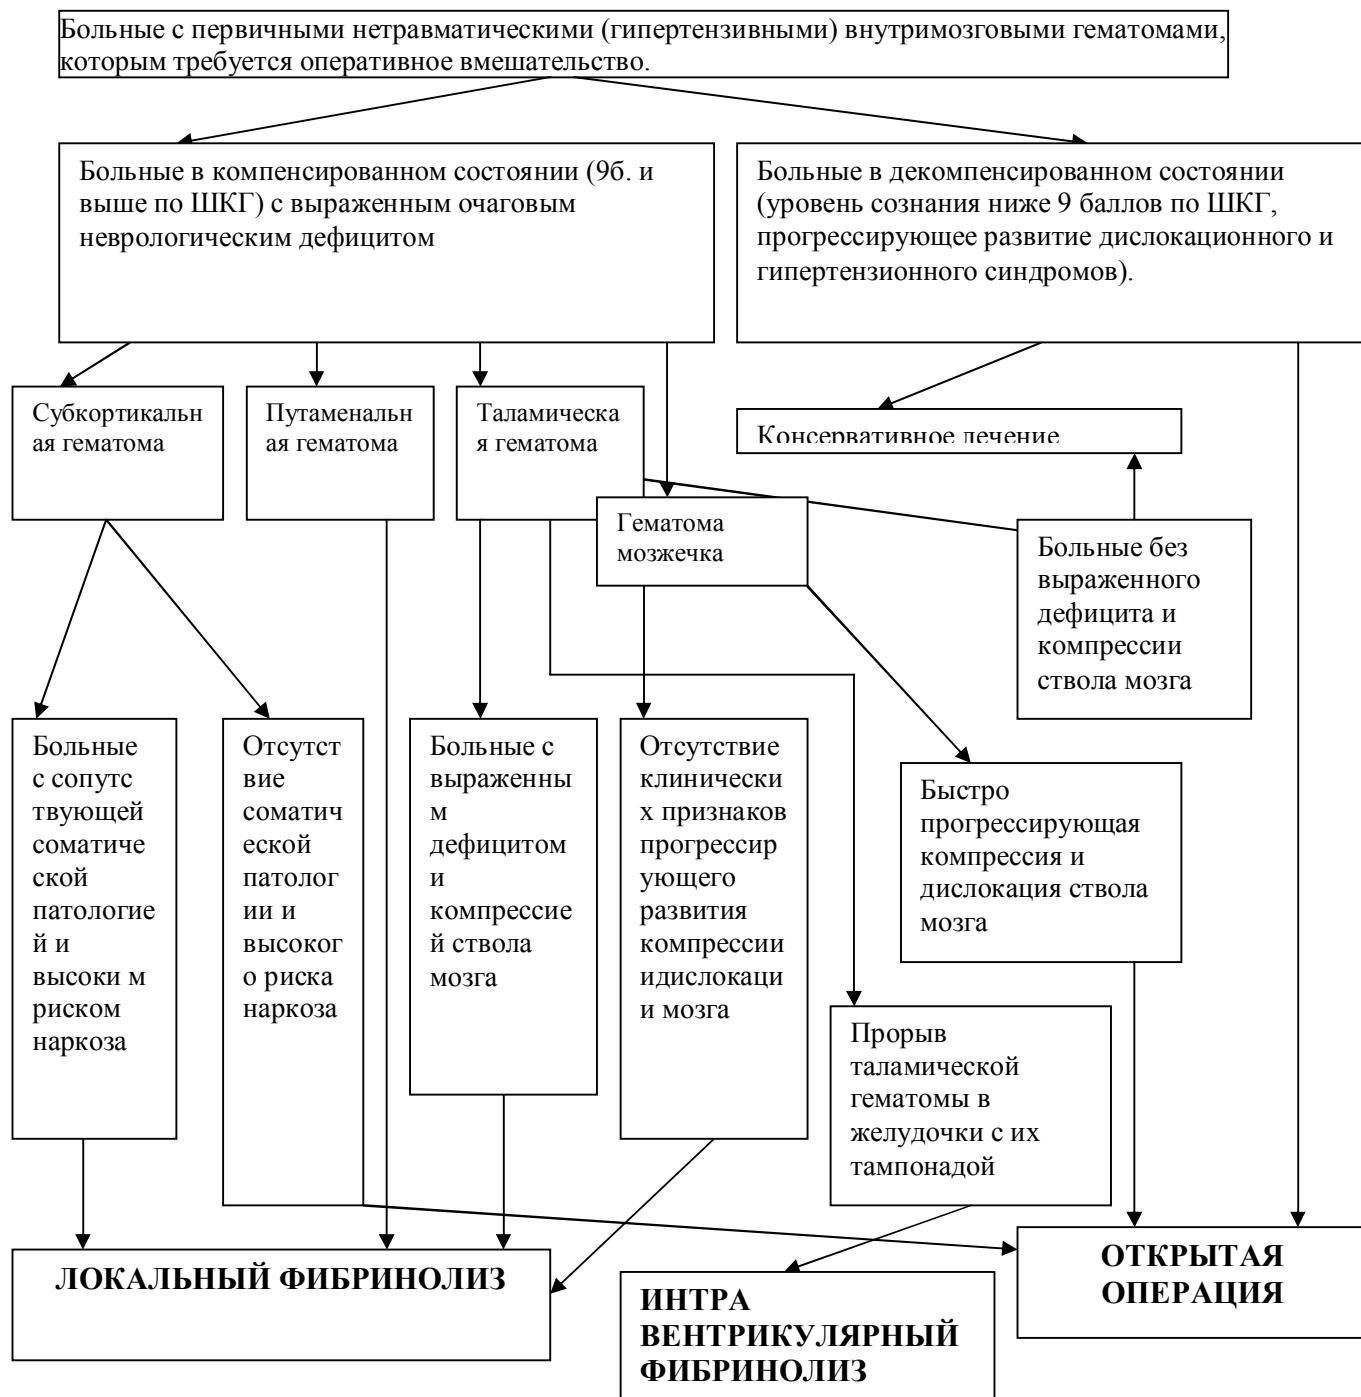 Больные с первичными нетравматическими (гипертензивными) внутримозговыми гематомами,
которым требуется оперативное вмешательство.
Больные в компенсированном состоянии (9б. и
выше по ШКГ) с выраженным очаговым
неврологическим дефицитом
Больные в декомпенсированном состоянии
(уровень сознания ниже 9 баллов по ШКГ,
прогрессирующее развитие дислокационного и
гипертензионного синдромов).
Субкортикальн
ая гематома
Путаменальн
ая гематома
Таламическа
я гематома
Консервативное лечение
Гематома
мозжечка
Больные без
выраженного
дефицита и
компрессии
ствола мозга
Больные
с сопутс
твующей
соматиче
ской
патологие
й и
высоки м
риском
наркоза
Отсутст
вие
соматич
еской
патолог
ии и
высоког
о риска
наркоза
Больные с
выраженны
м
дефицитом
и
компрессие
й ствола
мозга
Отсутствие
клинически
х признаков
прогрессир
ующего
развития
компрессии
идислокаци
и мозга
Быстро
прогрессирующая
компрессия и
дислокация ствола
мозга
Прорыв
таламической
гематомы в
желудочки с их
тампонадой
ЛОКАЛЬНЫЙ ФИБРИНОЛИЗ
ИНТРА
ВЕНТРИКУЛЯРНЫЙ
ФИБРИНОЛИЗ
ОТКРЫТАЯ
ОПЕРАЦИЯ